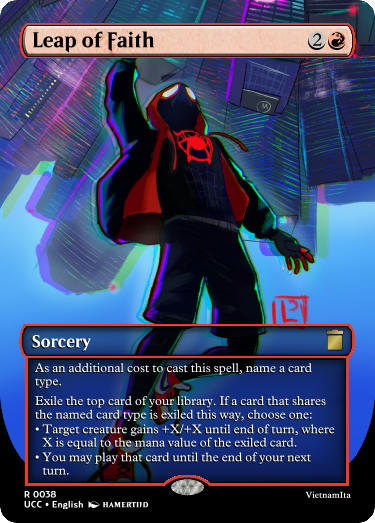 Leap of Faith 2
Sorcery
As an additional cost to cast this spell, name a card
type.
Exile the top card of your library. If a card that shares
the named card type is exiled this way, choose one:
• Target creature gains +X/+X until end of turn, where
X is equal to the mana value of the exiled card.
• You may play that card until the end of your next
turn.
R 0038
VietnamIta
UCC • English HAMERTIJD